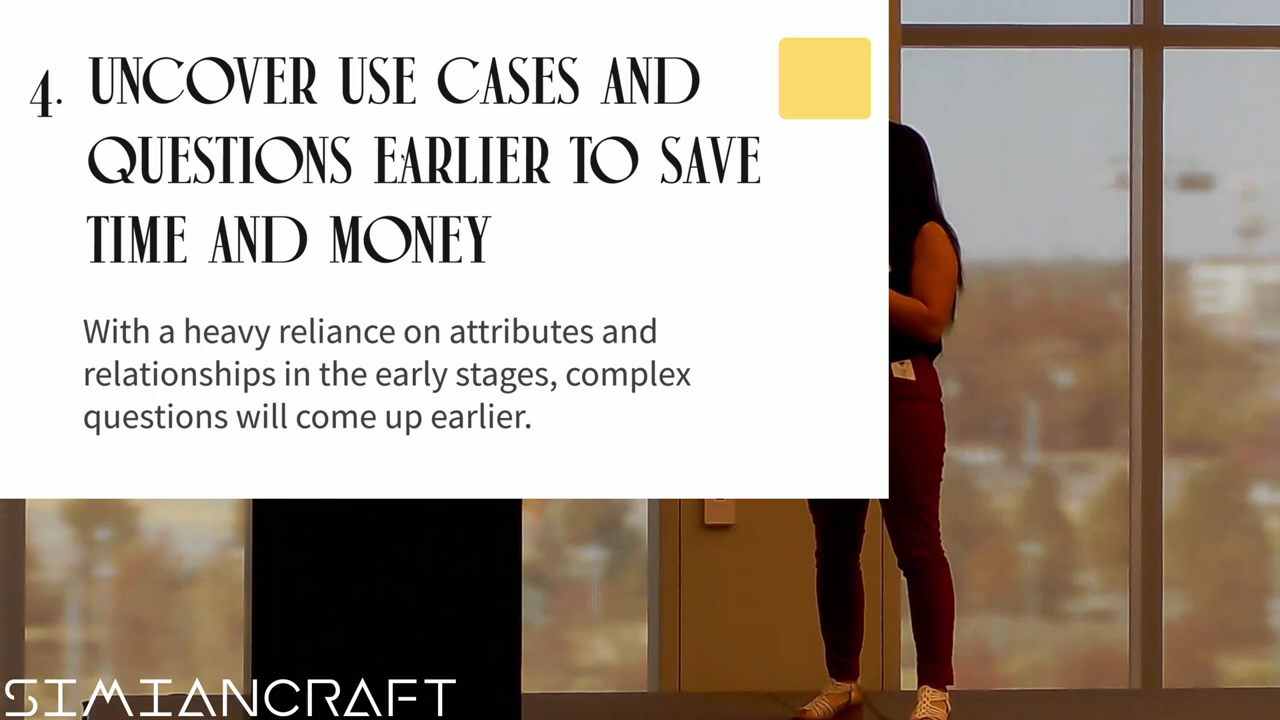 4. UNCOVER USE CASES AND
QUESTIONS EARLIER TO SAVE
TIME AND MONEY
With a heavy reliance on attributes and
relationships in the early stages, complex
questions will come up earlier.
SIMIANCRAFT